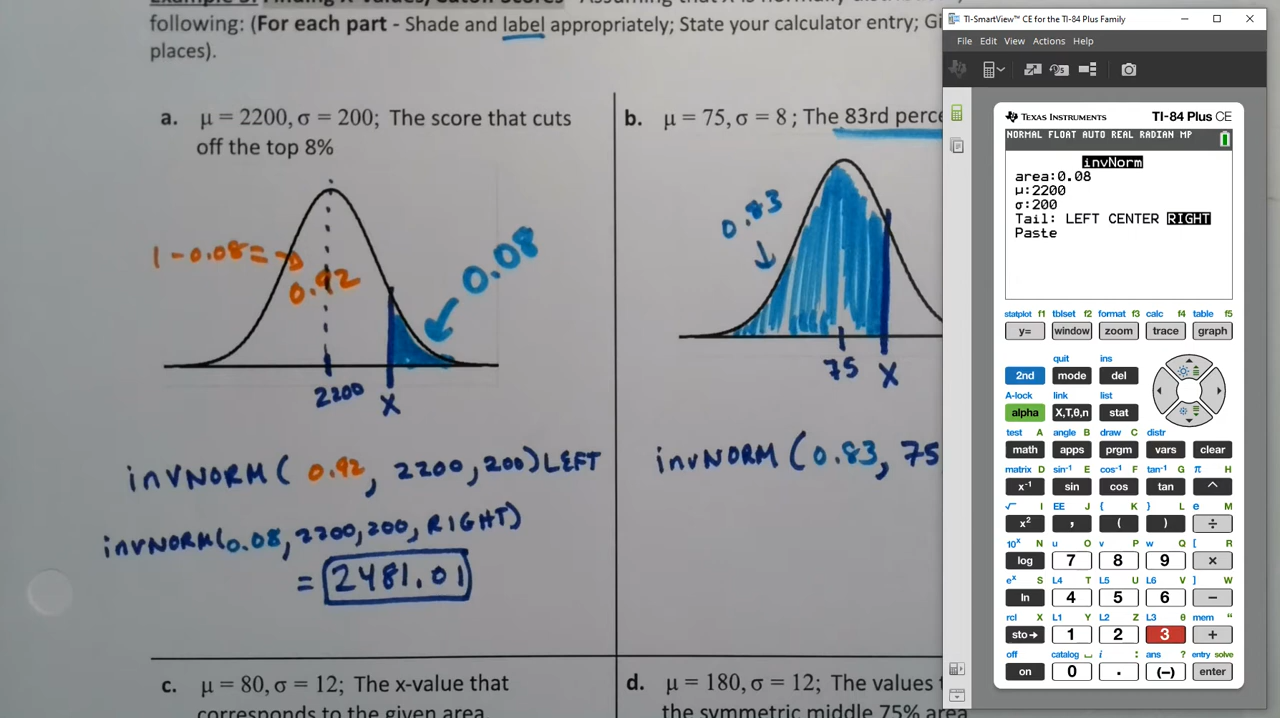 following: (For each part - Shade and label appropriately; State your calculator entry; Gi
places).
a. μ = 2200, σ = 200; The score that cuts
off the top 8%
1 - 0.08 =
0.92
0.08
2200
X
invNORM( 0.92, 2200, 200) LEFT
invNORM(0.08, 2200, 200, RIGHT)
= 2481.01
b. μ = 75, σ = 8 ; The 83rd perce
0.83
75
X
invNORM (0.83, 75
c. μ = 80, σ = 12; The x-value that
corresponds to the given area
d. μ = 180, σ = 12; The values
the symmetric middle 75% area
TI-SmartView™ CE for the TI-84 Plus Family
File Edit View Actions Help
TEXAS INSTRUMENTS TI-84 Plus CE
NORMAL FLOAT AUTO REAL RADIAN MP
invNorm
area:0.08
μ:2200
σ:200
Tail: LEFT CENTER RIGHT
Paste
statplot f1 tblset f2 format f3 calc f4 table f5
y= window zoom trace graph
quit ins
2nd mode del
A-lock link list
alpha X,T,θ,n stat
test A angle B draw C distr
math apps prgm vars clear
matrix D sin⁻¹ E cos⁻¹ F tan⁻¹ G π H
x⁻¹ sin cos tan ^
√ I EE J { K } L e M
x² , ( ) ÷
10ˣ N u O v P w Q [ R
log 7 8 9 ×
eˣ S L4 T L5 U L6 V ] W
ln 4 5 6 −
rcl X L1 Y L2 Z L3 θ mem "
sto→ 1 2 3 +
off catalog ⎵ i : ans ? entry solve
on 0 . (−) enter